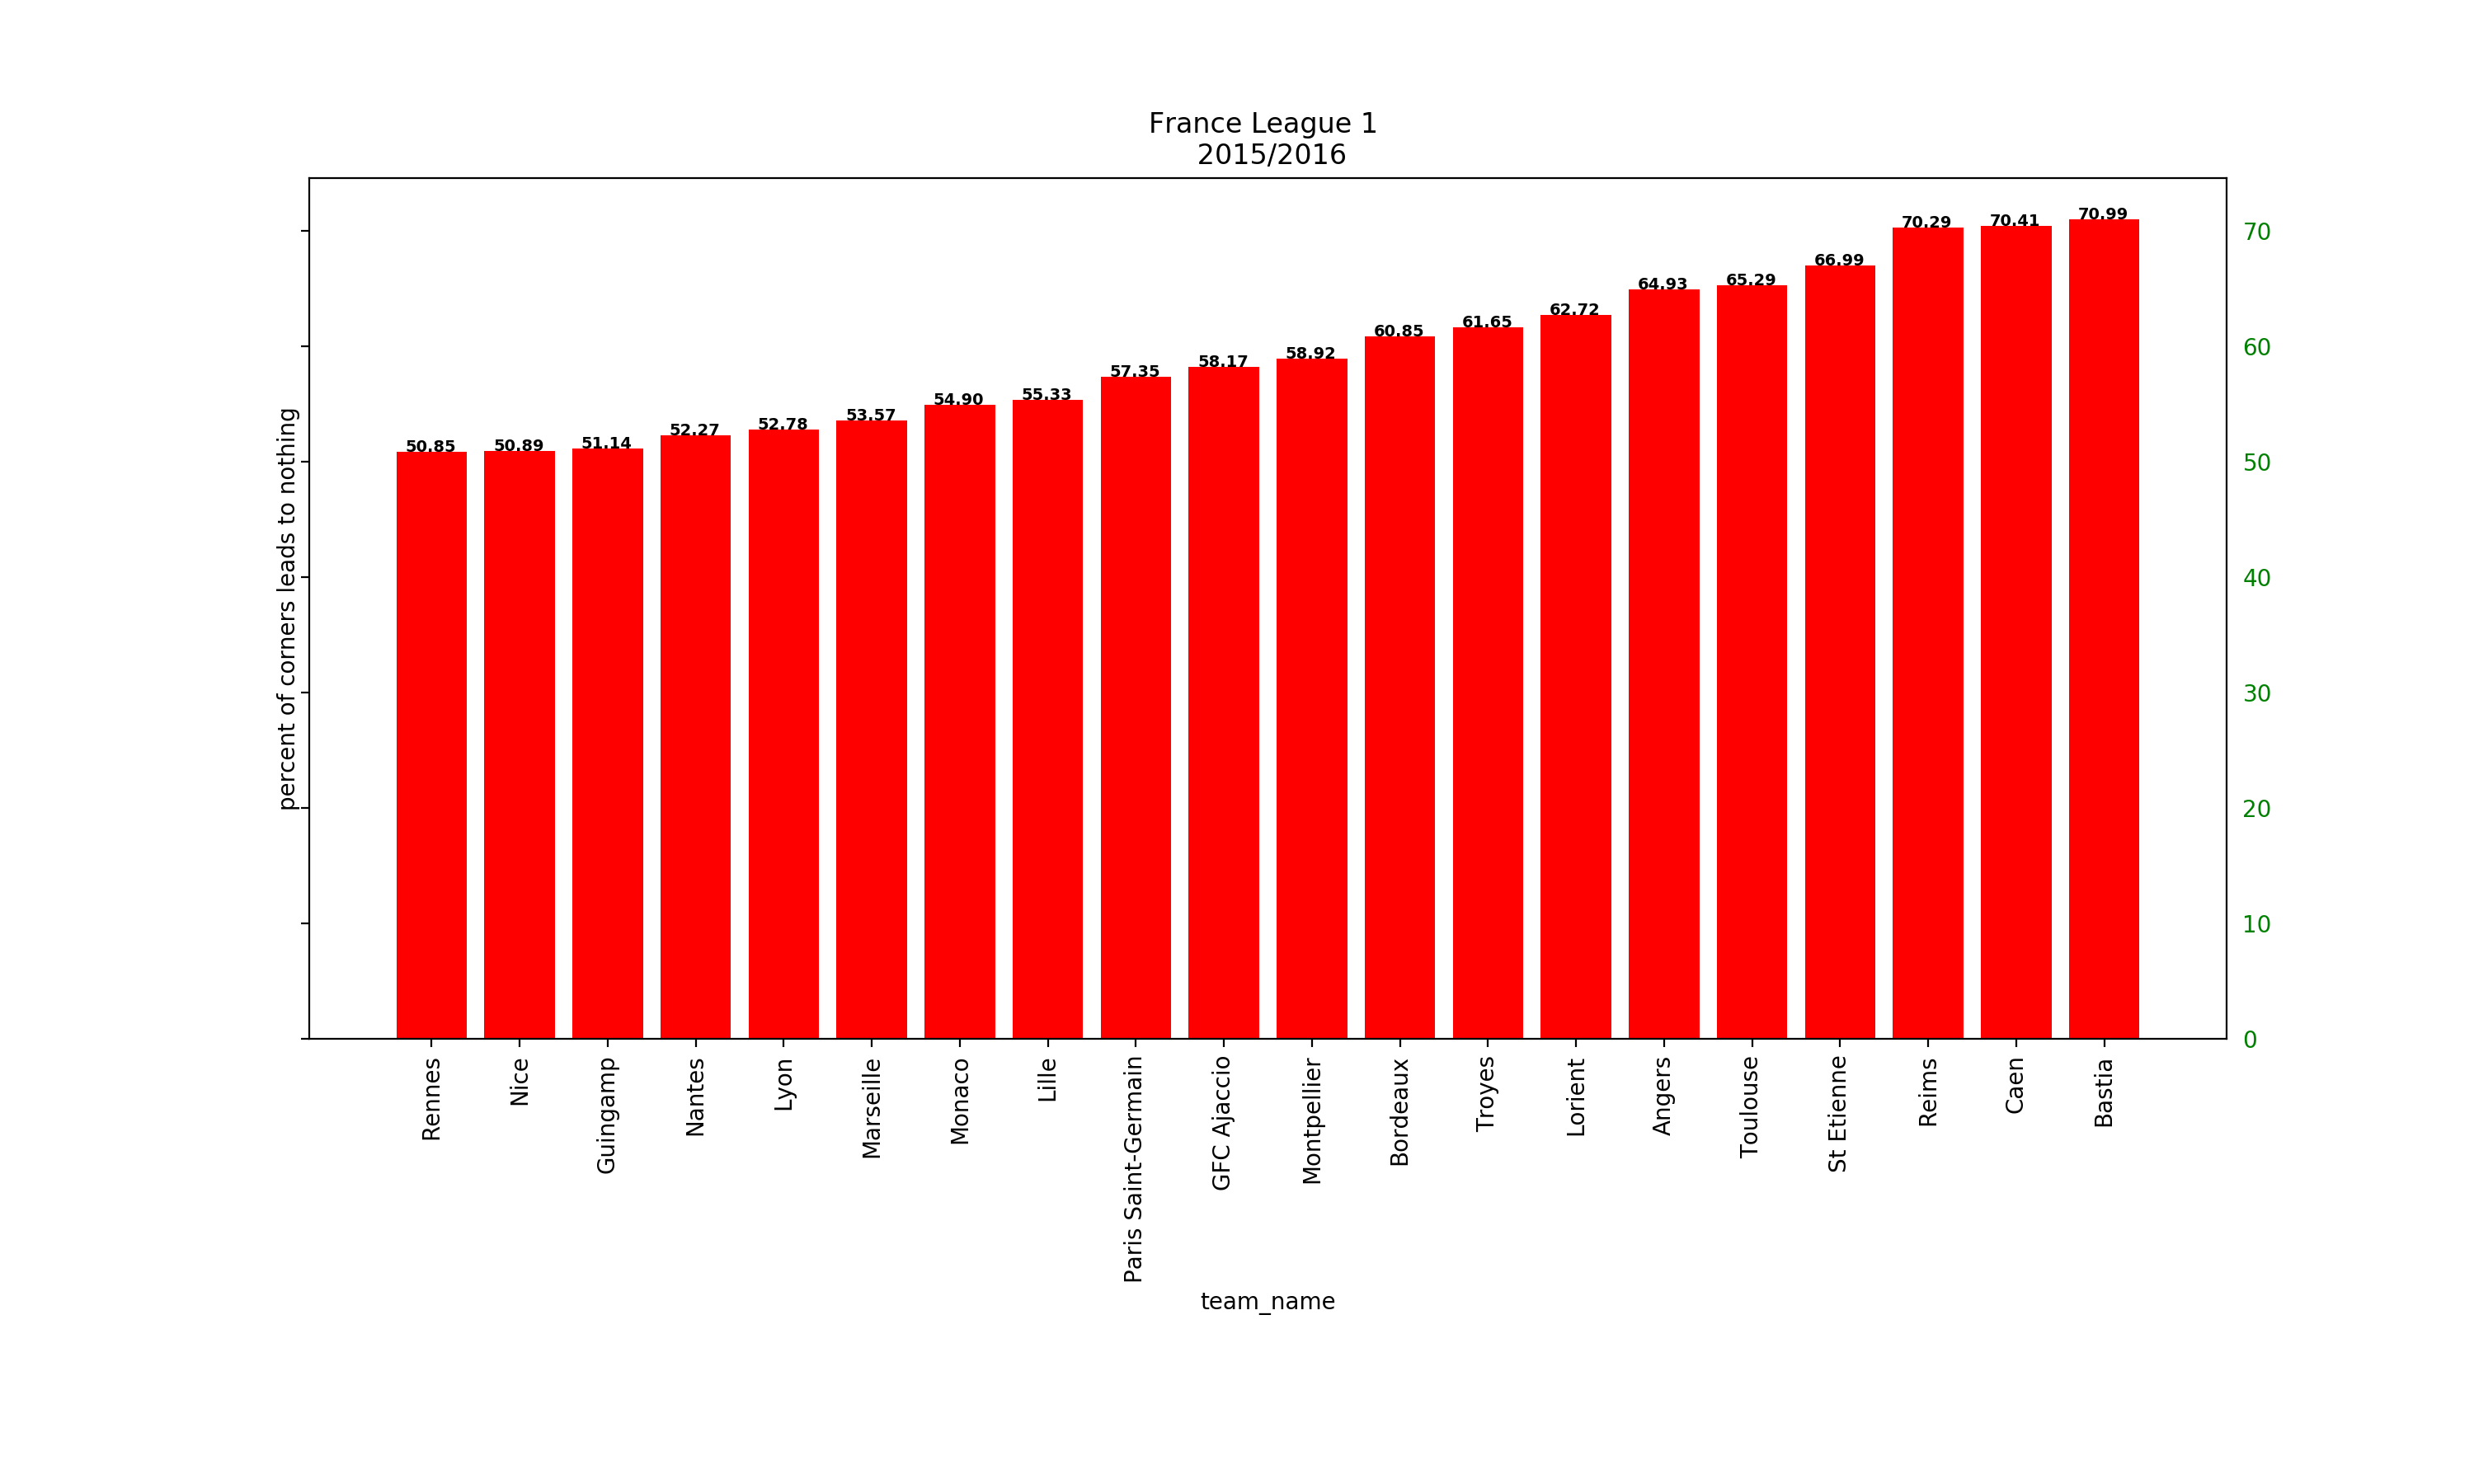 France League 1
2015/2016
percent of corners leads to nothing
50.85
50.89
51.14
52.27
52.78
53.57
54.90
55.33
57.35
58.17
58.92
60.85
61.65
62.72
64.93
65.29
66.99
70.29
70.41
70.99
70
60
50
40
30
20
10
0
Rennes
Nice
Guingamp
Nantes
Lyon
Marseille
Monaco
Lille
Paris Saint-Germain
GFC Ajaccio
Montpellier
Bordeaux
Troyes
Lorient
Angers
Toulouse
St Etienne
Reims
Caen
Bastia
team_name